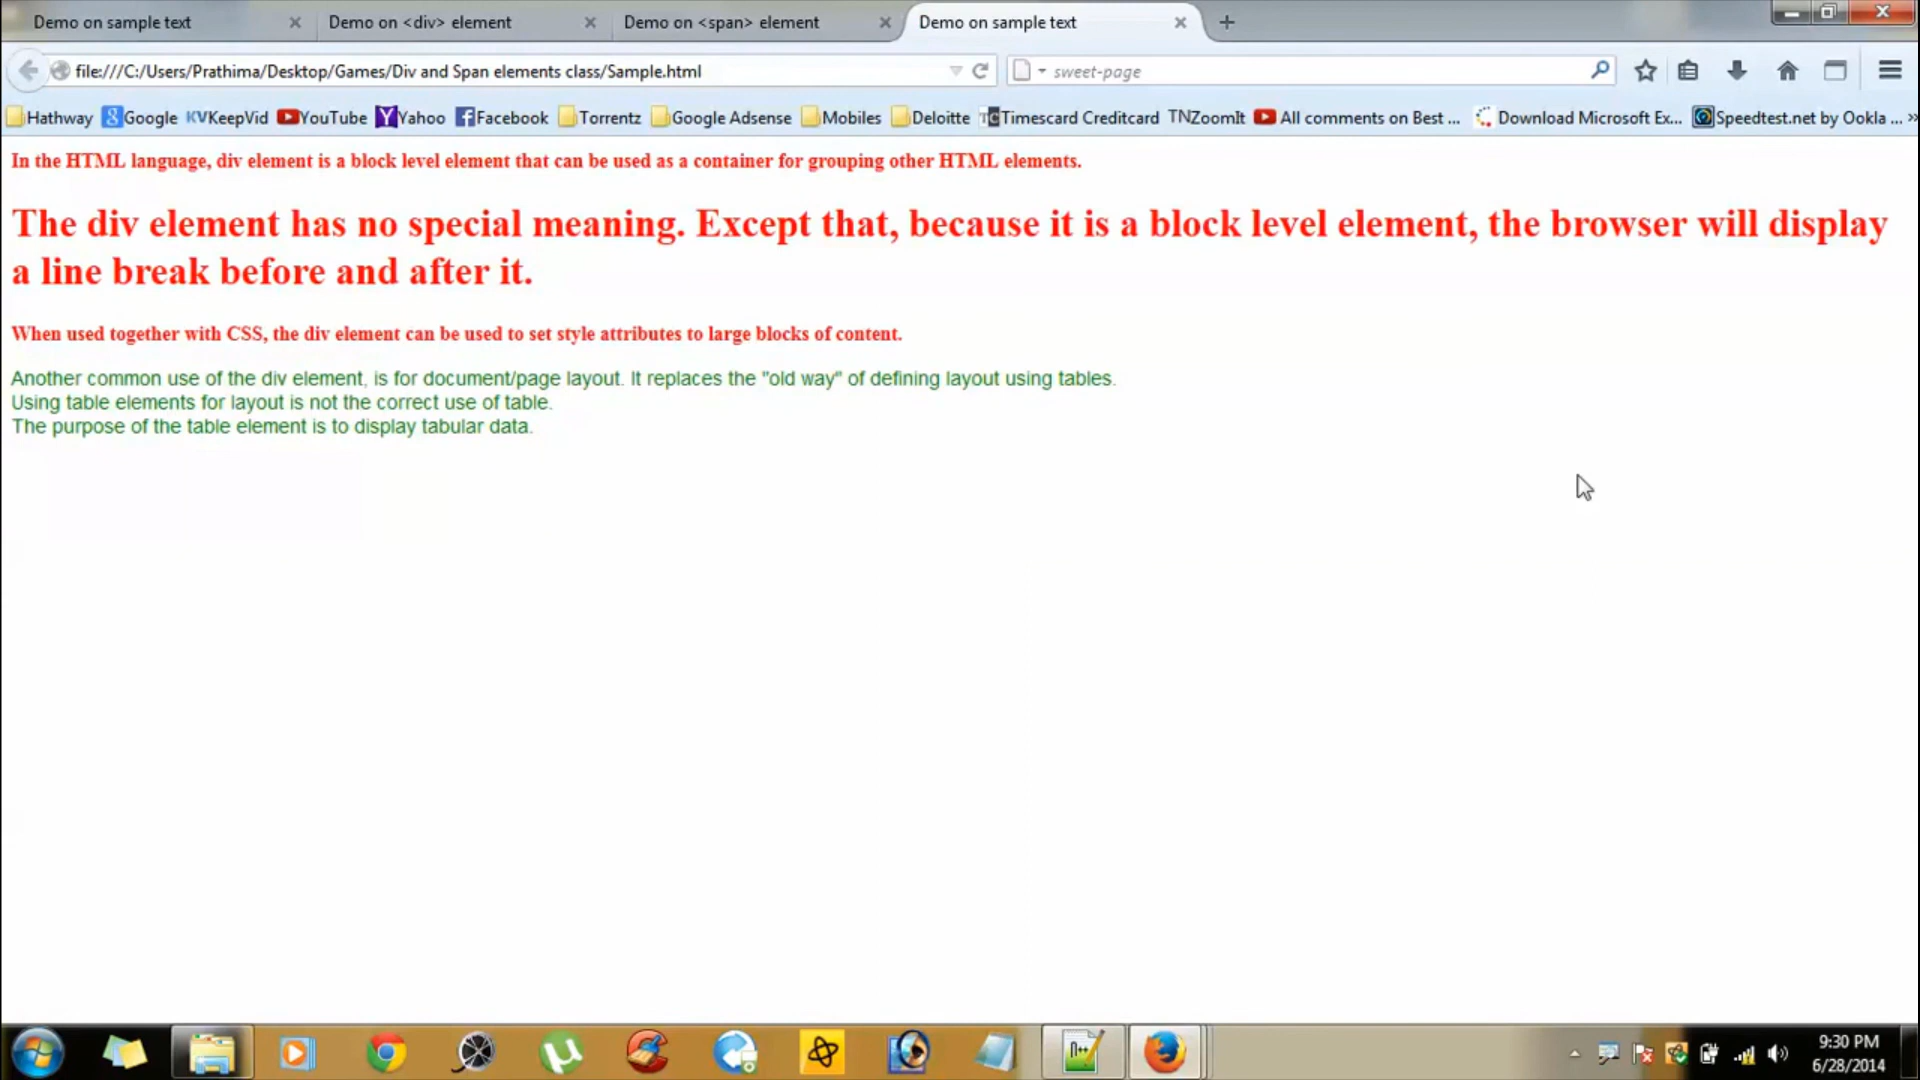 Demo on sample text
Demo on <div> element
Demo on <span> element
Demo on sample text
file:///C:/Users/Prathima/Desktop/Games/Div and Span elements class/Sample.html
sweet-page
Hathway Google KeepVid YouTube Yahoo Facebook Torrentz Google Adsense Mobiles Deloitte Timescard Creditcard TN ZoomIt All comments on Best ... Download Microsoft Ex... Speedtest.net by Ookla ... »
In the HTML language, div element is a block level element that can be used as a container for grouping other HTML elements.
The div element has no special meaning. Except that, because it is a block level element, the browser will display
a line break before and after it.
When used together with CSS, the div element can be used to set style attributes to large blocks of content.
Another common use of the div element, is for document/page layout. It replaces the "old way" of defining layout using tables.
Using table elements for layout is not the correct use of table.
The purpose of the table element is to display tabular data.
9:30 PM
6/28/2014